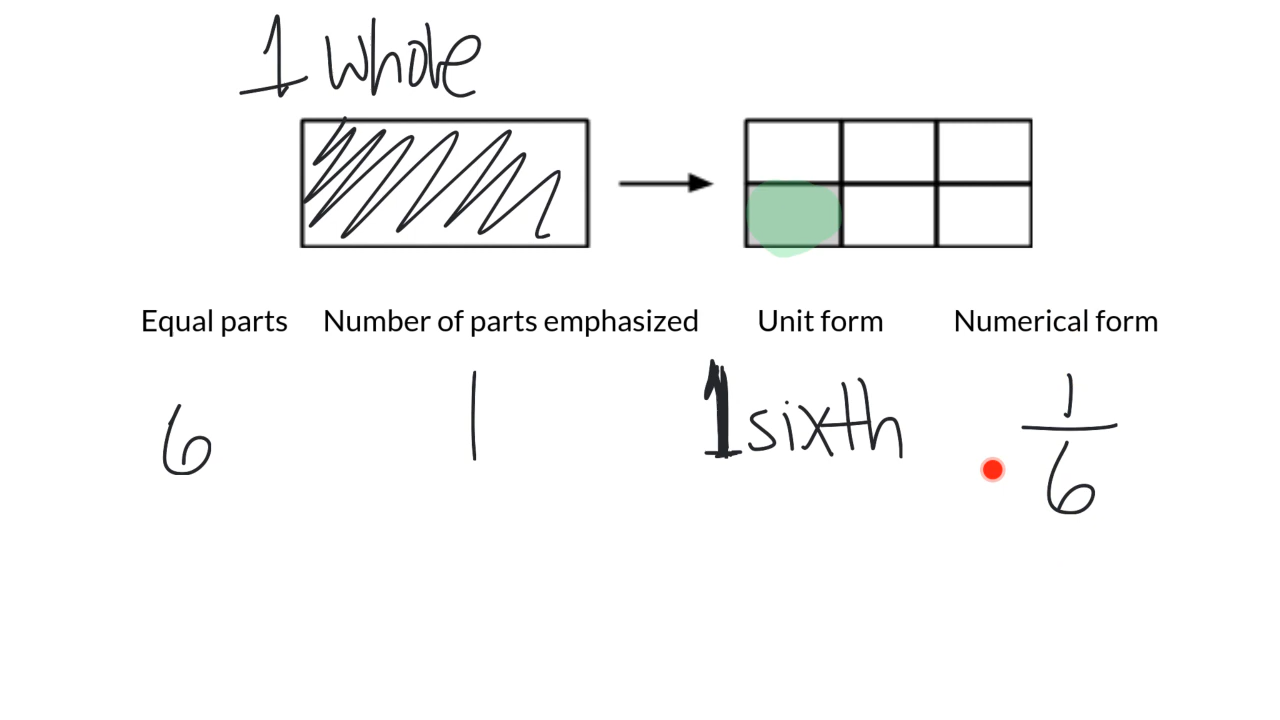 1 whole
Equal parts Number of parts emphasized Unit form Numerical form
6 1 1 sixth 1/6